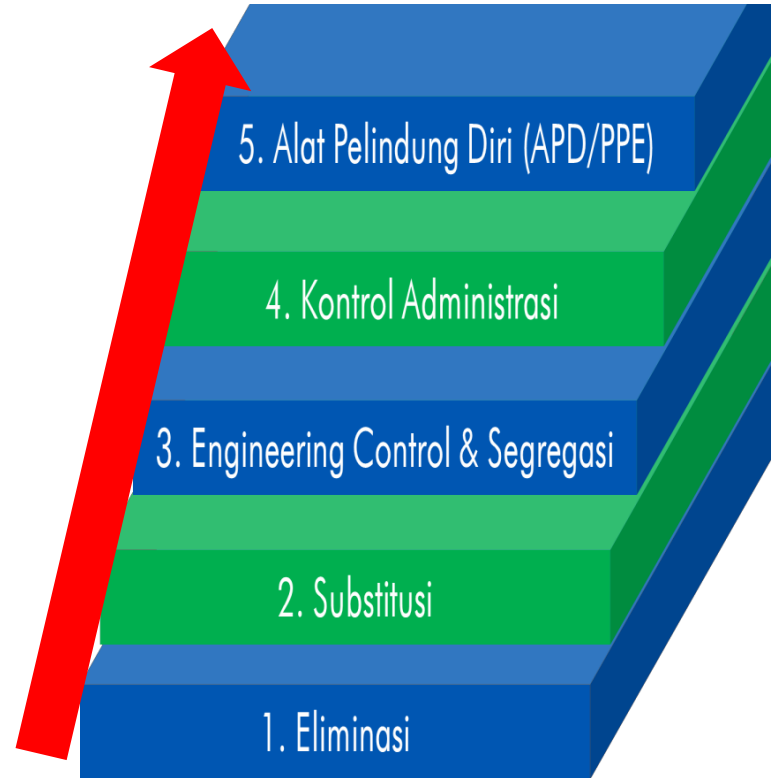 5. Alat Pelindung Diri (APD/PPE)
4. Kontrol Administrasi
3. Engineering Control & Segregasi
2. Substitusi
1. Eliminasi